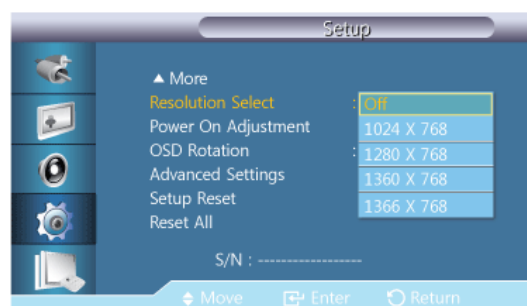 Setup
▲ More
Resolution Select : Off
Power On Adjustment 1024 X 768
OSD Rotation : 1280 X 768
Advanced Settings 1360 X 768
Setup Reset 1366 X 768
Reset All
S/N : ------------------
Move Enter Return